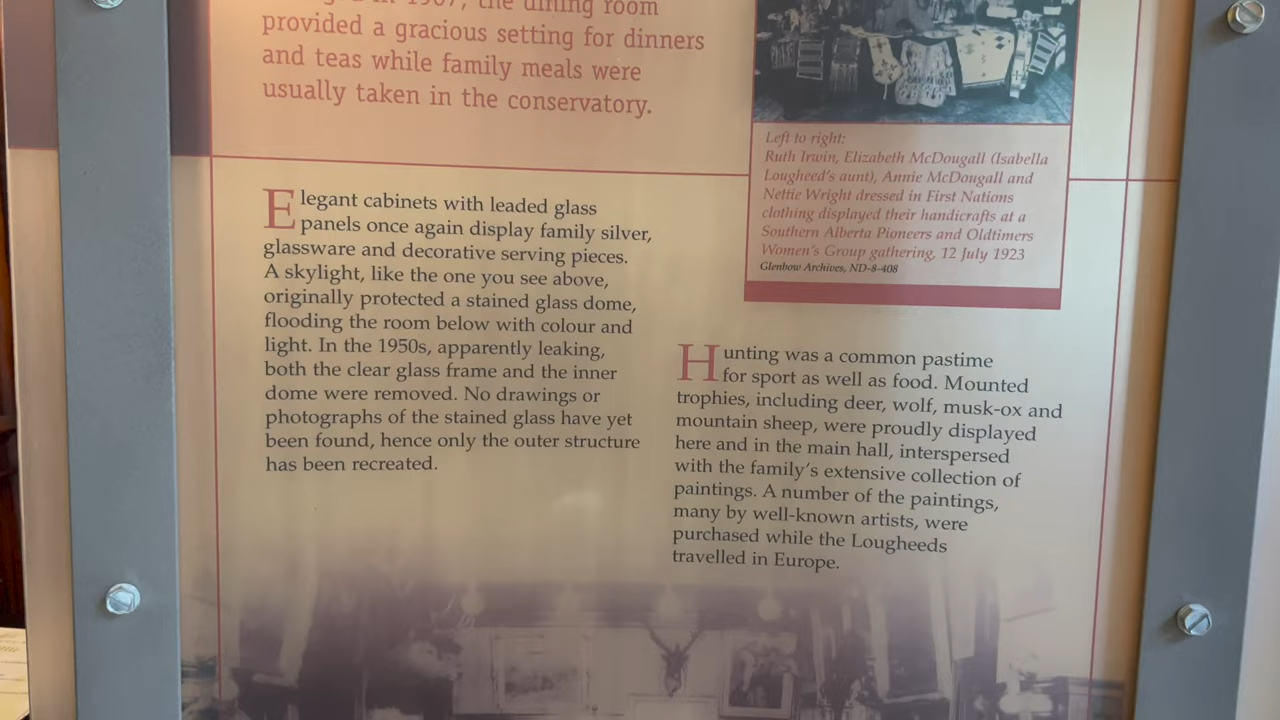 in 1907, the dining room
provided a gracious setting for dinners
and teas while family meals were
usually taken in the conservatory.
Left to right:
Ruth Irwin, Elizabeth McDougall (Isabella
Lougheed's aunt), Annie McDougall and
Nettie Wright dressed in First Nations
clothing displayed their handicrafts at a
Southern Alberta Pioneers and Oldtimers
Women's Group gathering, 12 July 1923
Glenbow Archives, ND-8-408
Elegant cabinets with leaded glass
panels once again display family silver,
glassware and decorative serving pieces.
A skylight, like the one you see above,
originally protected a stained glass dome,
flooding the room below with colour and
light. In the 1950s, apparently leaking,
both the clear glass frame and the inner
dome were removed. No drawings or
photographs of the stained glass have yet
been found, hence only the outer structure
has been recreated.
Hunting was a common pastime
for sport as well as food. Mounted
trophies, including deer, wolf, musk-ox and
mountain sheep, were proudly displayed
here and in the main hall, interspersed
with the family's extensive collection of
paintings. A number of the paintings,
many by well-known artists, were
purchased while the Lougheeds
travelled in Europe.